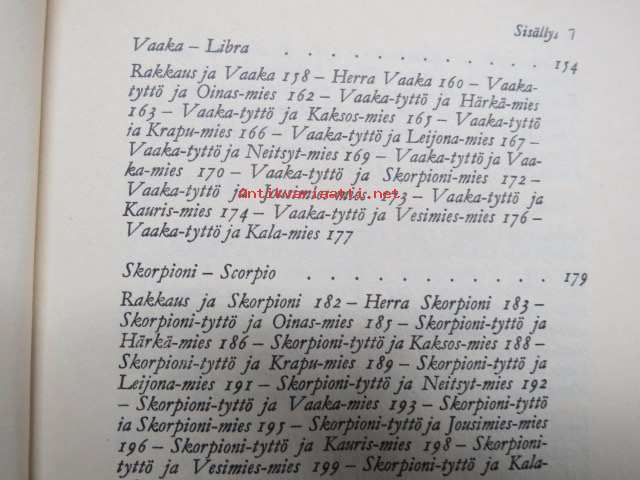 Sisällys 7
Vaaka – Libra . . . . . . . . . . . . 154
Rakkaus ja Vaaka 158 – Herra Vaaka 160 – Vaaka-
tyttö ja Oinas-mies 162 – Vaaka-tyttö ja Härkä-mies
163 – Vaaka-tyttö ja Kaksos-mies 165 – Vaaka-tyttö
ja Krapu-mies 166 – Vaaka-tyttö ja Leijona-mies 167 –
Vaaka-tyttö ja Neitsyt-mies 169 – Vaaka-tyttö ja Vaa-
ka-mies 170 – Vaaka-tyttö ja Skorpioni-mies 172 –
Vaaka-tyttö ja Jousimies-mies 173 – Vaaka-tyttö ja
Antikvariaatti.net
Kauris-mies 174 – Vaaka-tyttö ja Vesimies-mies 176 –
Vaaka-tyttö ja Kala-mies 177
Skorpioni – Scorpio . . . . . . . . . . . 179
Rakkaus ja Skorpioni 182 – Herra Skorpioni 183 –
Skorpioni-tyttö ja Oinas-mies 185 – Skorpioni-tyttö ja
Härkä-mies 186 – Skorpioni-tyttö ja Kaksos-mies 188 –
Skorpioni-tyttö ja Krapu-mies 189 – Skorpioni-tyttö ja
Leijona-mies 191 – Skorpioni-tyttö ja Neitsyt-mies 192
– Skorpioni-tyttö ja Vaaka-mies 193 – Skorpioni-tyttö
ja Skorpioni-mies 195 – Skorpioni-tyttö ja Jousimies-mies
196 – Skorpioni-tyttö ja Kauris-mies 198 – Skorpioni-
tyttö ja Vesimies-mies 199 – Skorpioni-tyttö ja Kala-